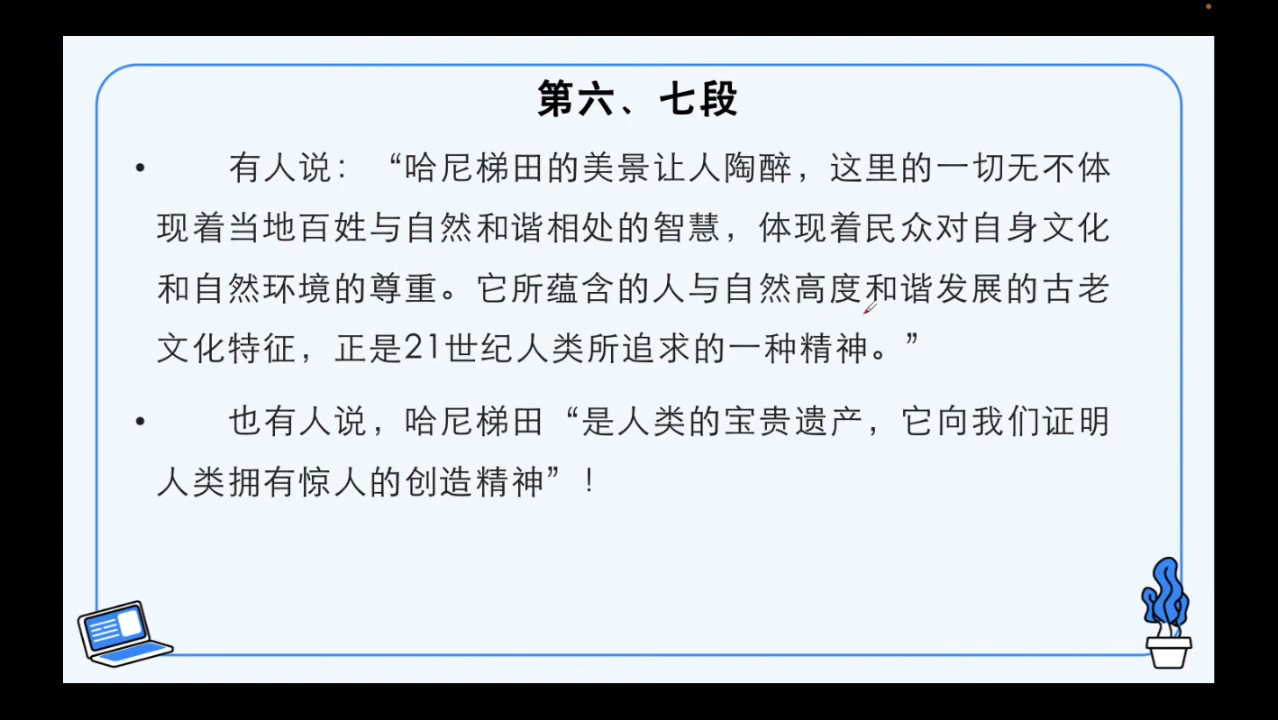 第六、七段
• 有人说：“哈尼梯田的美景让人陶醉，这里的一切无不体
现着当地百姓与自然和谐相处的智慧，体现着民众对自身文化
和自然环境的尊重。它所蕴含的人与自然高度和谐发展的古老
文化特征，正是21世纪人类所追求的一种精神。”
• 也有人说，哈尼梯田“是人类的宝贵遗产，它向我们证明
人类拥有惊人的创造精神”！